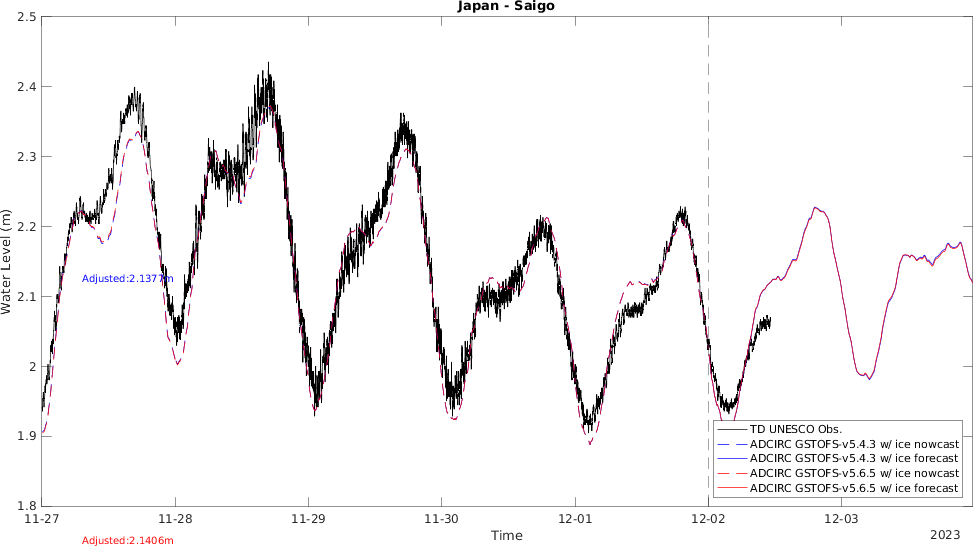 Japan - Saigo
2.5
2.4
2.3
2.2
2.1
2
1.9
1.8
Water Level (m)
Adjusted:2.1377m
TD UNESCO Obs.
ADCIRC GSTOFS-v5.4.3 w/ ice nowcast
ADCIRC GSTOFS-v5.4.3 w/ ice forecast
ADCIRC GSTOFS-v5.6.5 w/ ice nowcast
ADCIRC GSTOFS-v5.6.5 w/ ice forecast
11-27 11-28 11-29 11-30 12-01 12-02 12-03
Time
2023
Adjusted:2.1406m